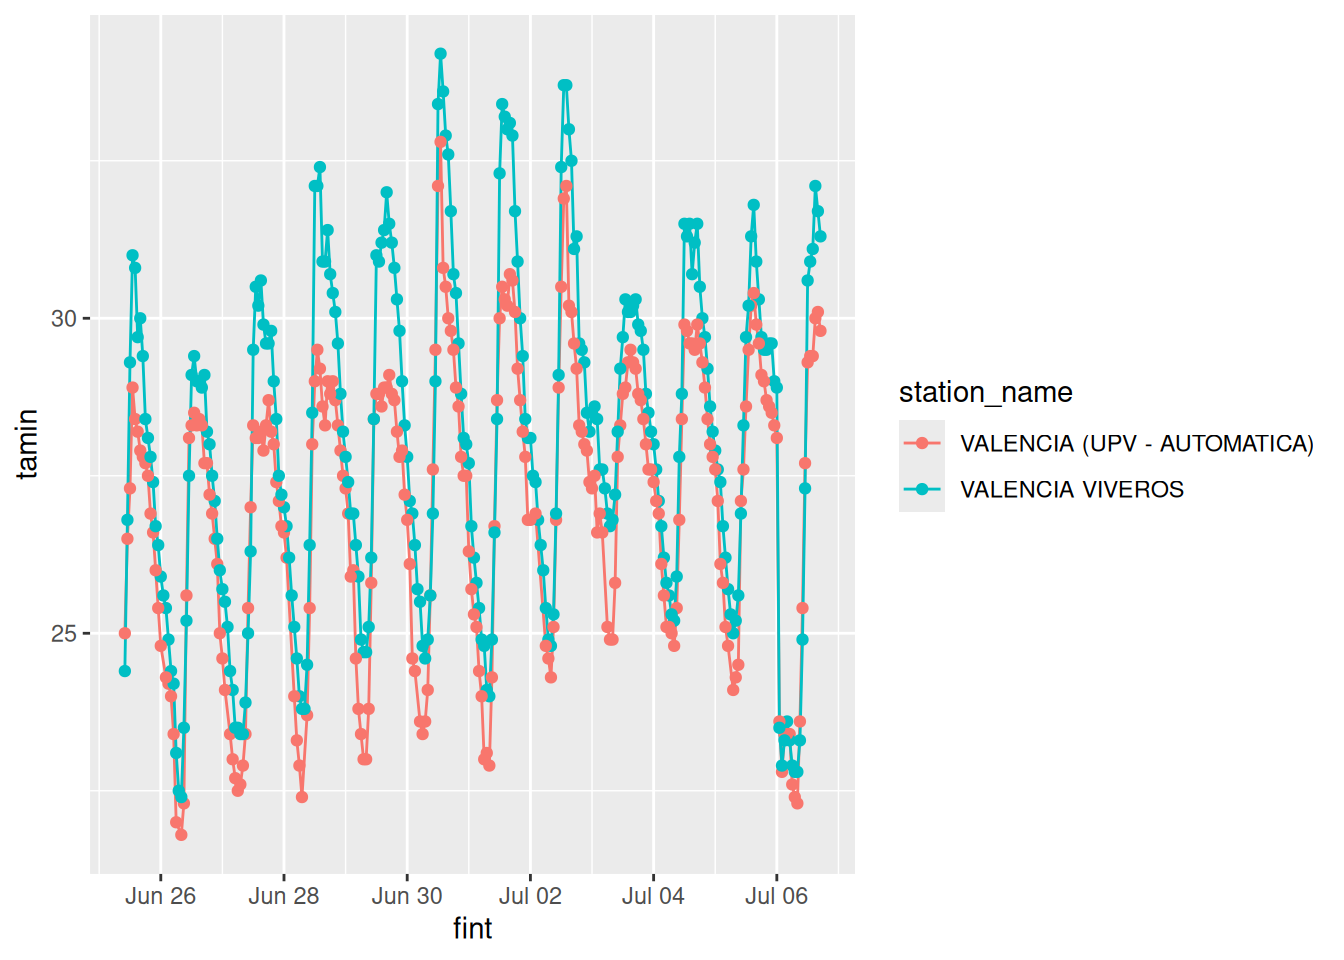 30
25
tamin
Jun 26
Jun 28
Jun 30
Jul 02
Jul 04
Jul 06
fint
station_name
VALENCIA (UPV - AUTOMATICA)
VALENCIA VIVEROS